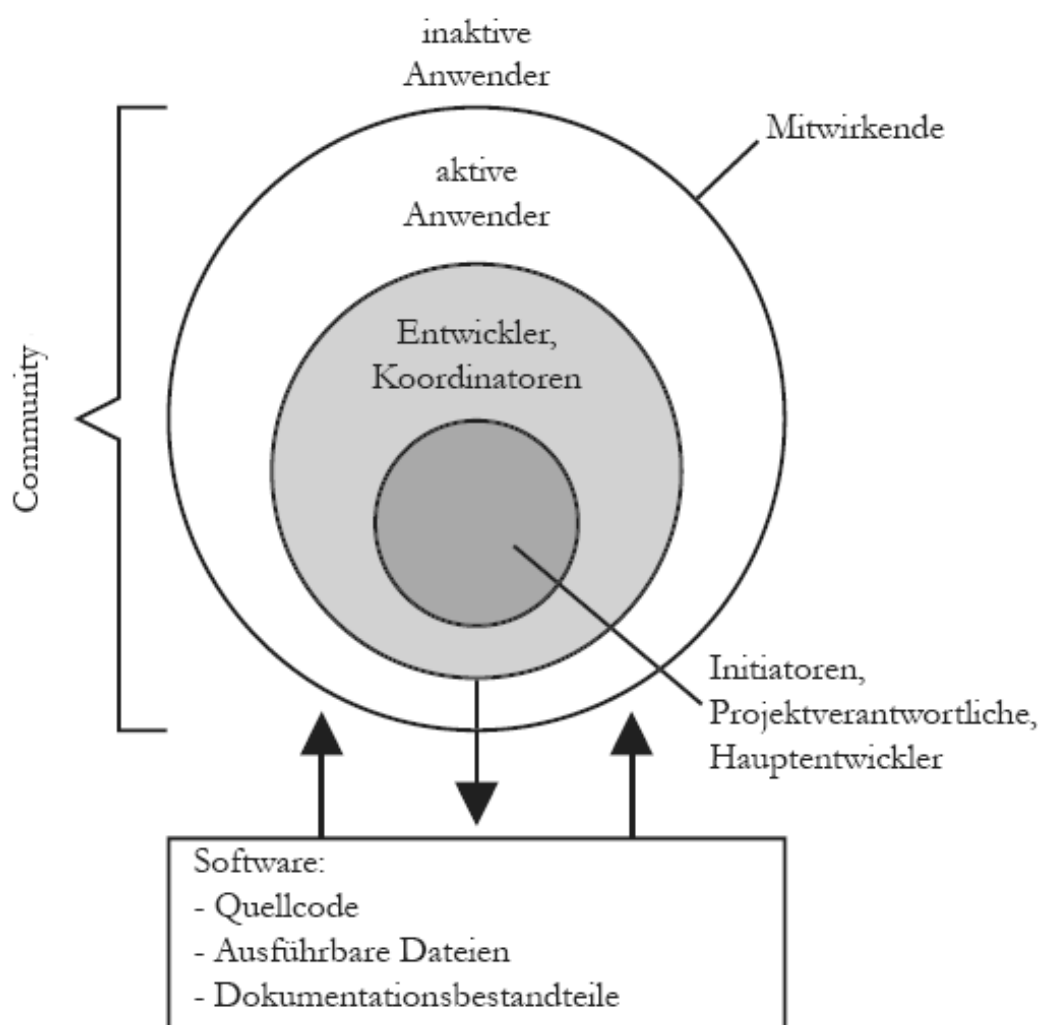 inaktive
Anwender
Mitwirkende
aktive
Anwender
Entwickler,
Koordinatoren
Community
Initiatoren,
Projektverantwortliche,
Hauptentwickler
Software:
- Quellcode
- Ausführbare Dateien
- Dokumentationsbestandteile